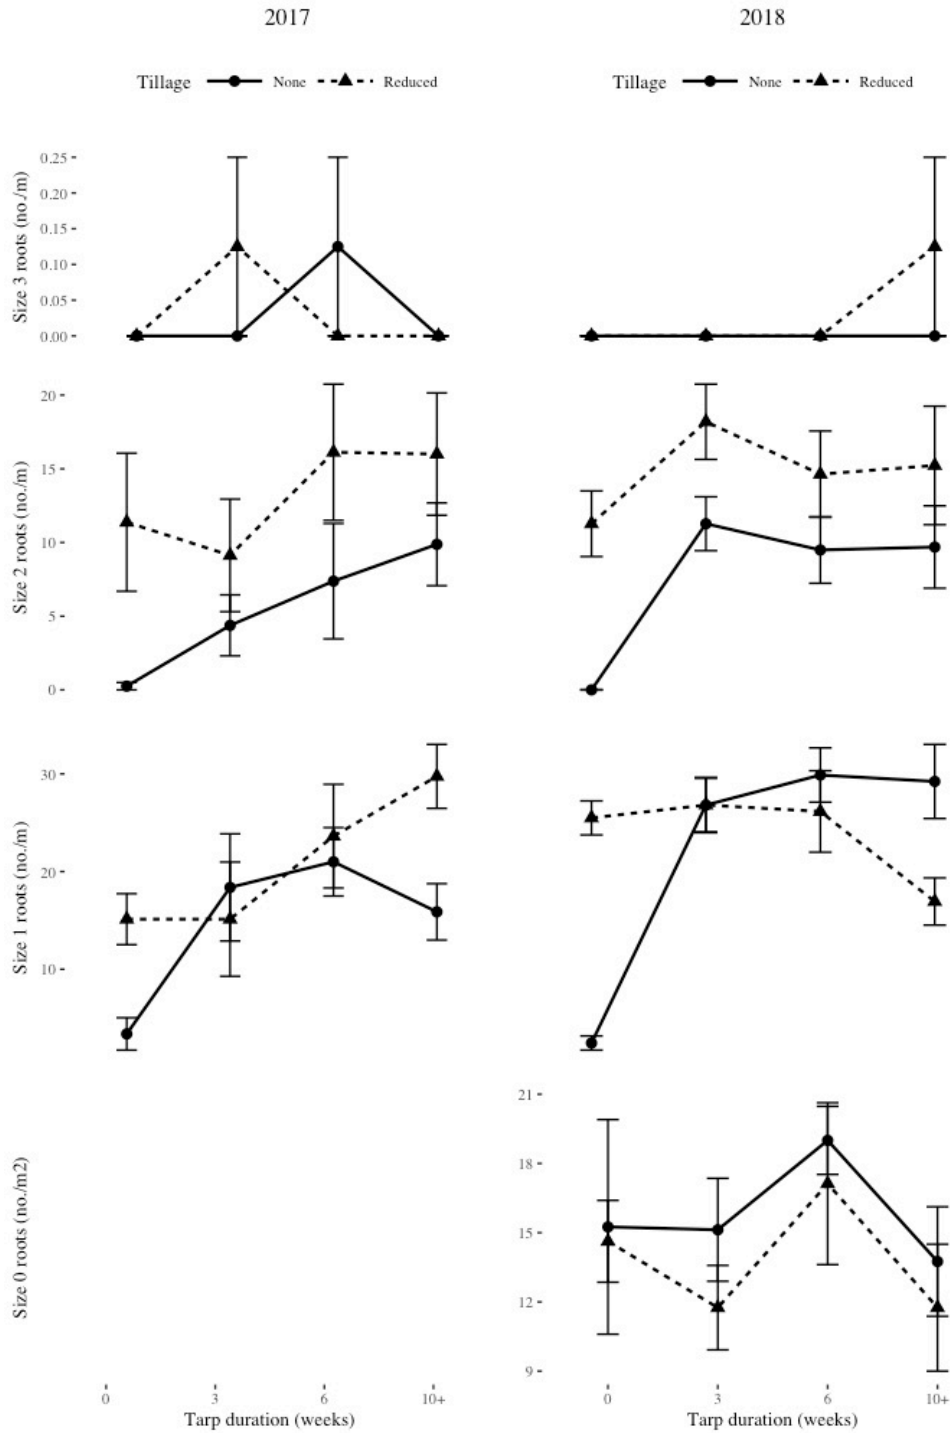 2017
2018
Tillage None Reduced
Tillage None Reduced
Size 3 roots (no./m)
0.25
0.20
0.15
0.10
0.05
0.00
Size 2 roots (no./m)
20
15
10
5
0
Size 1 roots (no./m)
30
20
10
Size 0 roots (no./m2)
21
18
15
12
9
0 3 6 10+
Tarp duration (weeks)
0 3 6 10+
Tarp duration (weeks)